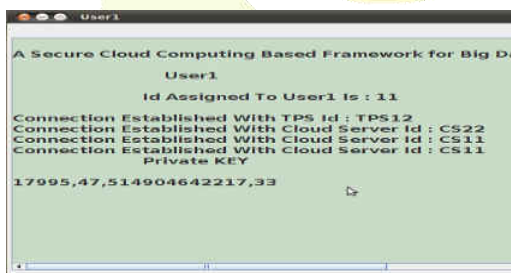 User1
A Secure Cloud Computing Based Framework for Big Da
User1
Id Assigned To User1 Is : 11
Connection Established With TPS Id : TPS12
Connection Established With Cloud Server Id : CS22
Connection Established With Cloud Server Id : CS11
Connection Established With Cloud Server Id : CS11
Private KEY
17995,47,514904642217,33